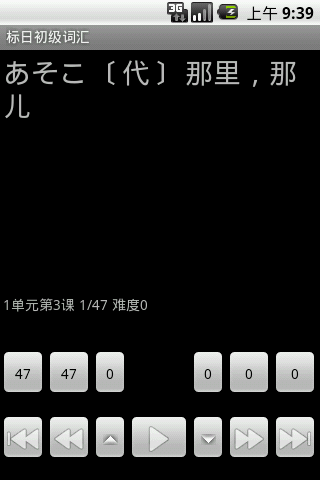 3G 上午 9:39
标日初级词汇
あそこ〔代〕那里，那
儿
1单元第3课 1/47 难度0
47 47 0 0 0 0